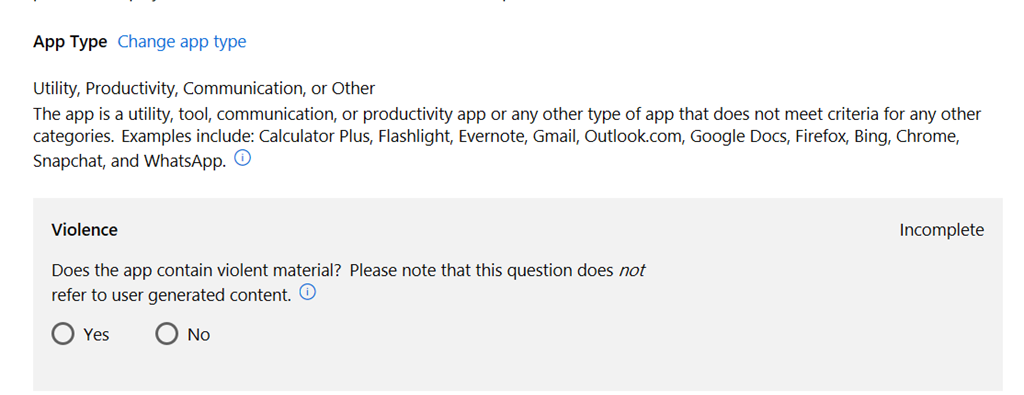 App Type Change app type
Utility, Productivity, Communication, or Other
The app is a utility, tool, communication, or productivity app or any other type of app that does not meet criteria for any other
categories. Examples include: Calculator Plus, Flashlight, Evernote, Gmail, Outlook.com, Google Docs, Firefox, Bing, Chrome,
Snapchat, and WhatsApp.
Violence Incomplete
Does the app contain violent material? Please note that this question does not
refer to user generated content.
Yes No